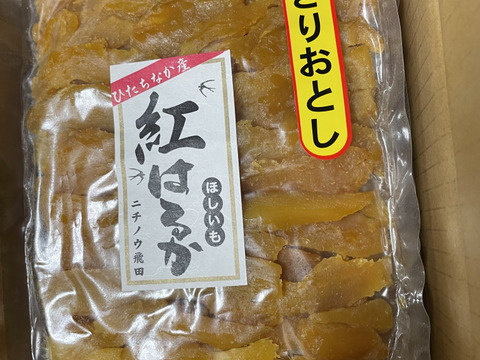 とりおとし
ひたちなか産
紅はるか
ほしいも
ニチノウ飛田